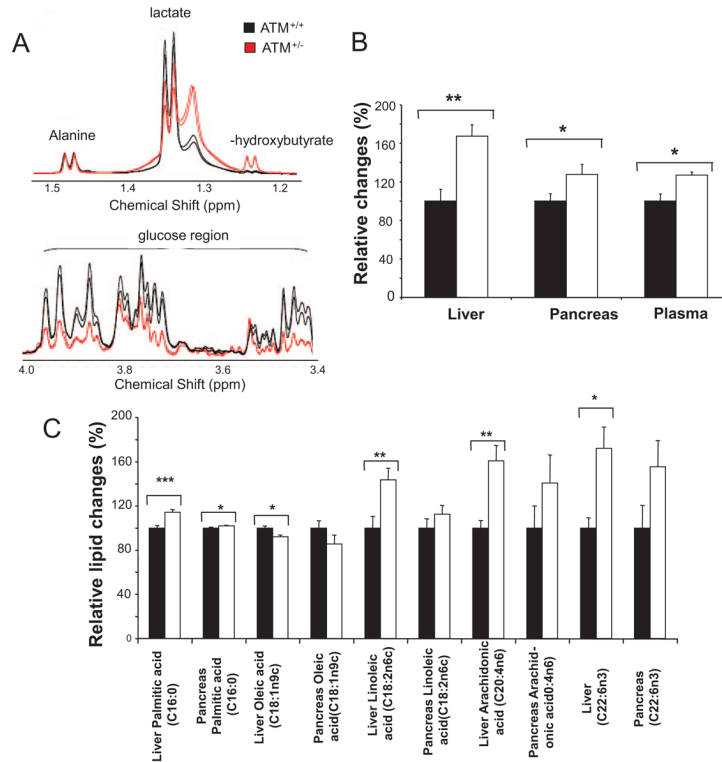 A
lactate
ATM+/+
ATM+/-
Alanine
-hydroxybutyrate
1.5 1.4 1.3 1.2
Chemical Shift (ppm)
glucose region
4.0 3.8 3.6 3.4
Chemical Shift (ppm)
B
Relative changes (%)
200
160
120
80
40
0
**
*
*
Liver Pancreas Plasma
C
Relative lipid changes (%)
200
160
120
80
40
0
***
*
*
**
**
*
Liver Palmitic acid
(C16:0)
Pancreas
Palmitic acid
(C16:0)
Liver Oleic acid
(C18:1n9c)
Pancreas Oleic
acid(C18:1n9c)
Liver Linoleic
acid (C18:2n6c)
Pancreas Linoleic
acid(C18:2n6c)
Liver Arachidonic
acid (C20:4n6)
Pancreas Arachid-
onic acid0:4n6)
Liver
(C22:6n3)
Pancreas
(C22:6n3)